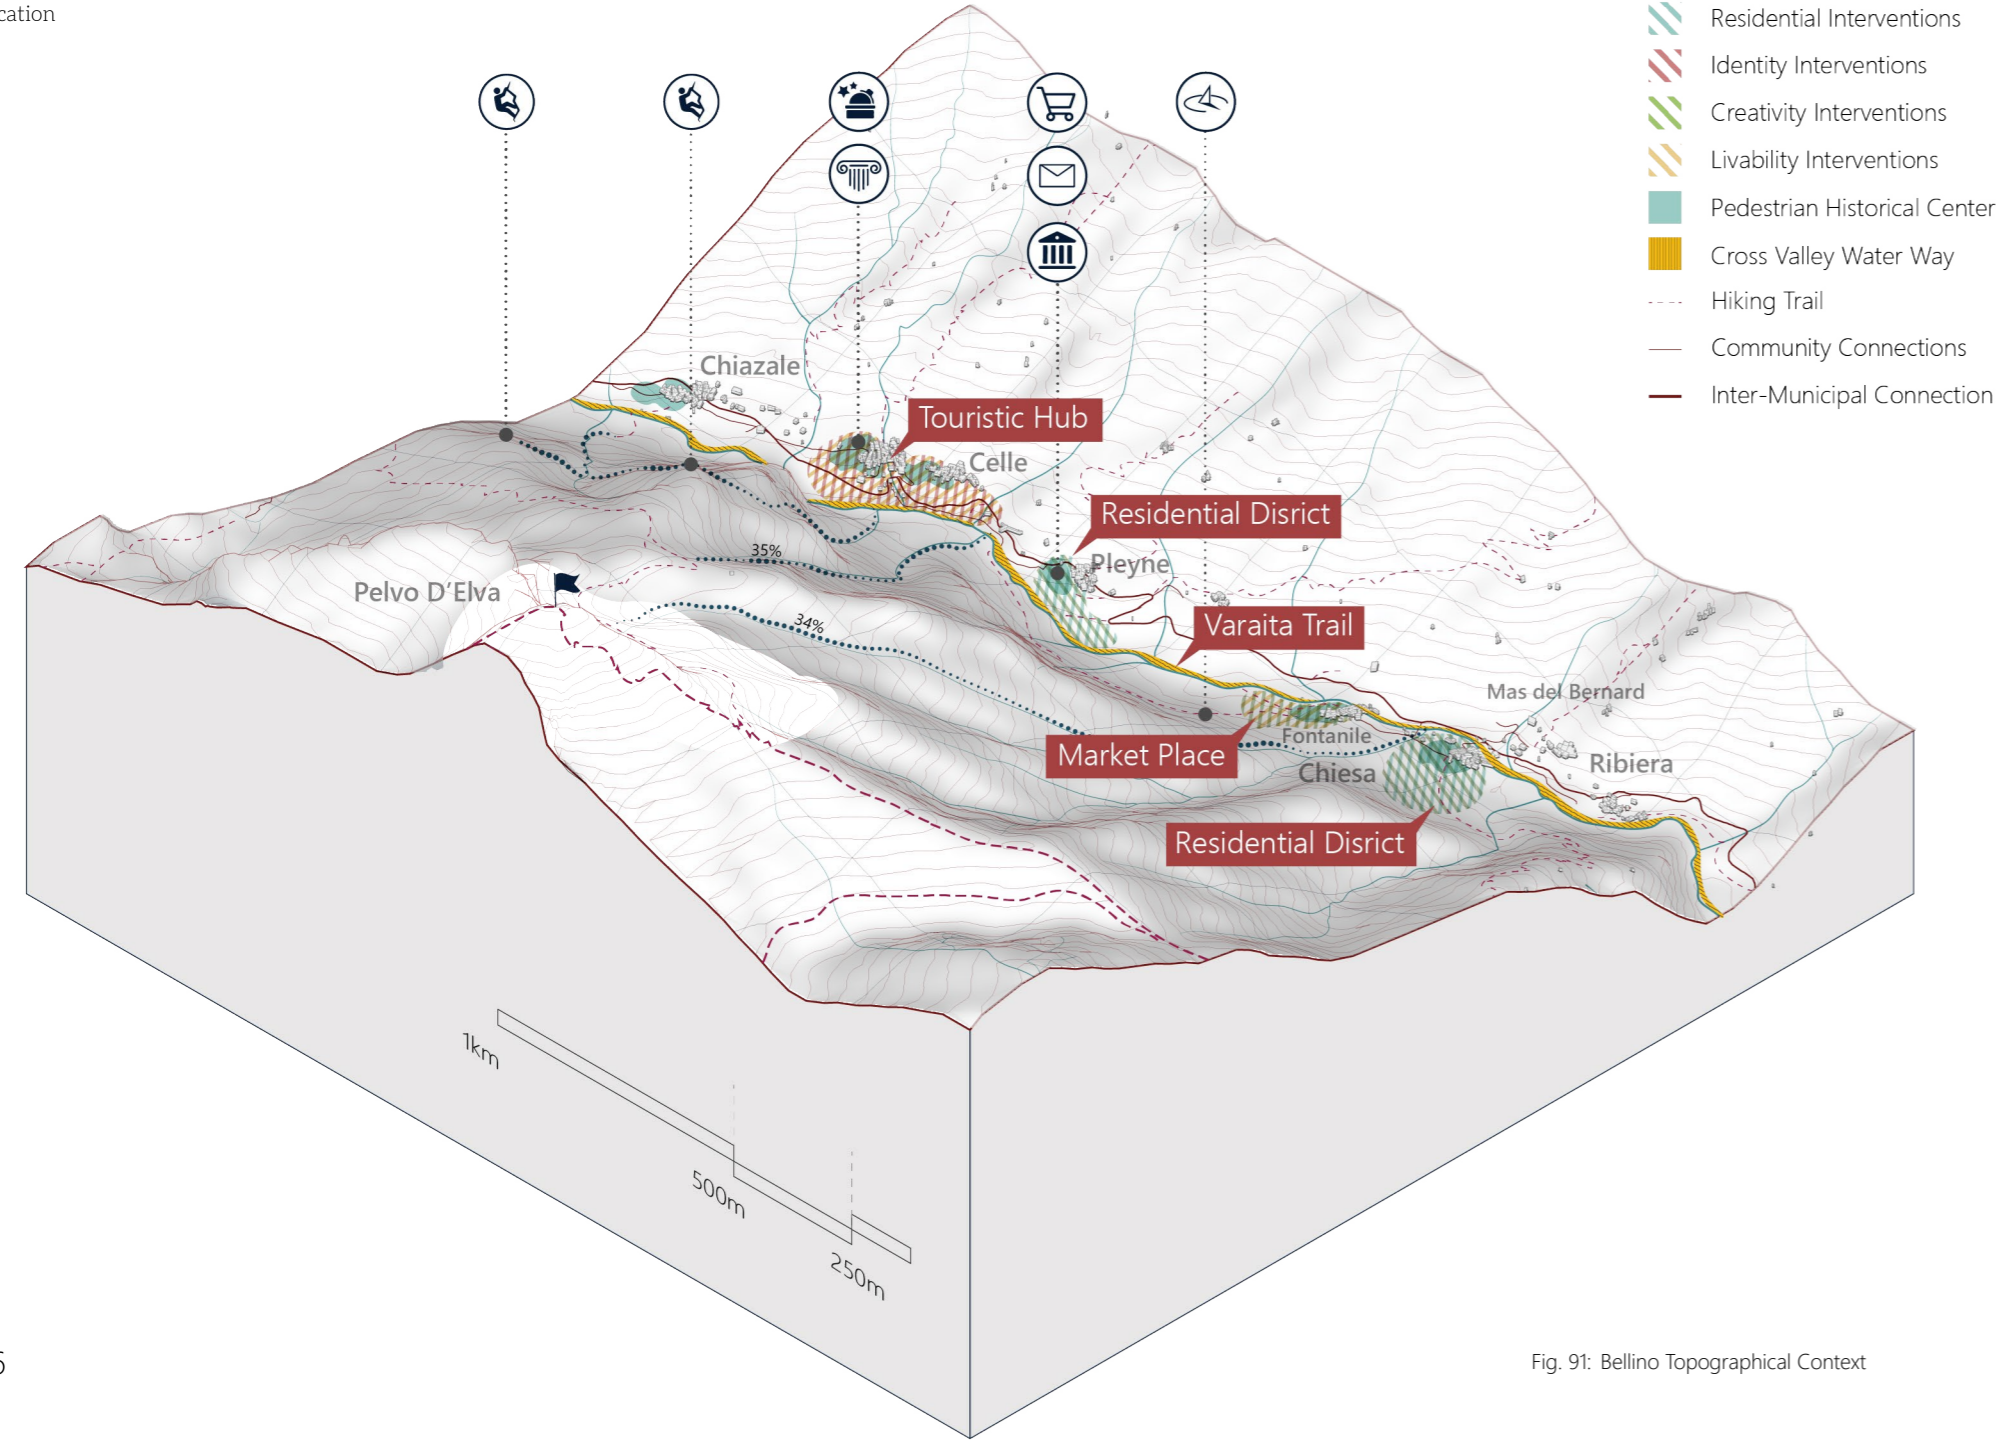 Residential Interventions
Identity Interventions
Creativity Interventions
Livability Interventions
Pedestrian Historical Center
Cross Valley Water Way
Hiking Trail
Community Connections
Inter-Municipal Connection
Chiazale
Touristic Hub
Celle
Residential Disrict
Pleyne
35%
Pelvo D'Elva
34%
Varaita Trail
Mas del Bernard
Fontanile
Market Place
Chiesa
Ribiera
Residential Disrict
1km
500m
250m
Fig. 91: Bellino Topographical Context